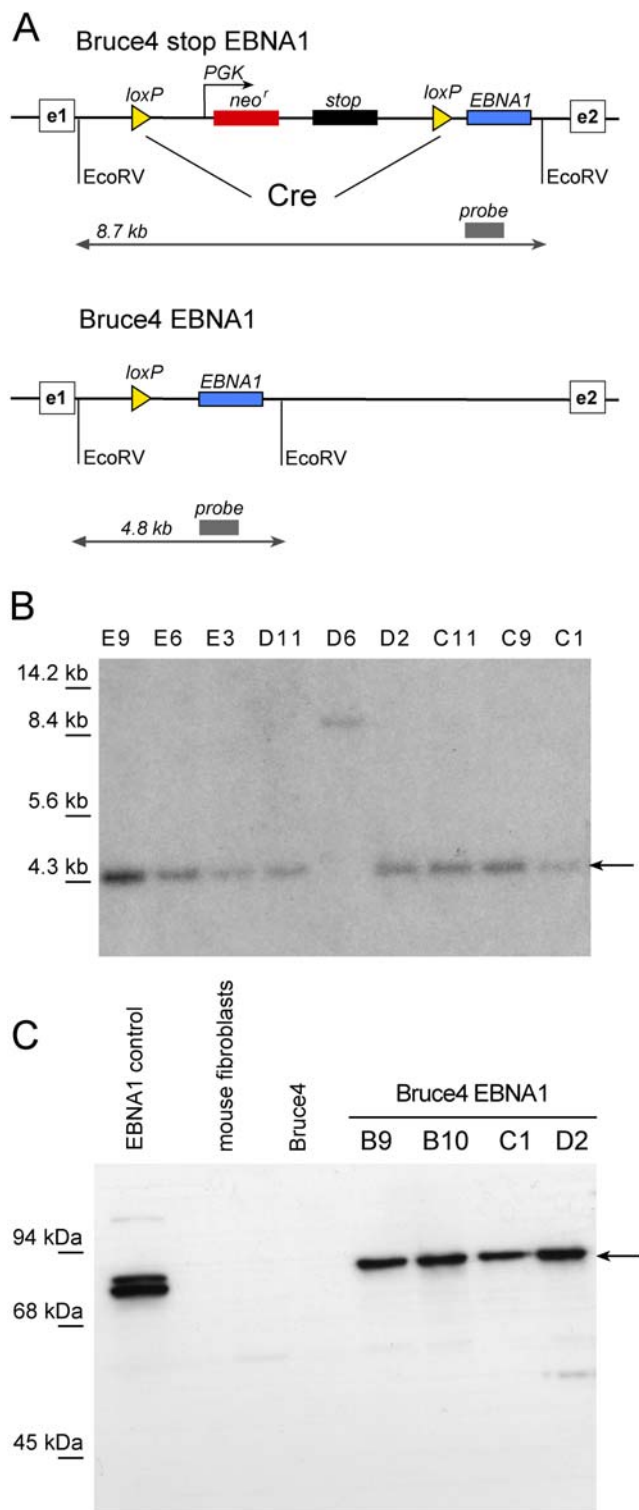 A
Bruce4 stop EBNA1
loxP PGK neoʳ stop loxP EBNA1
e1 e2
EcoRV Cre EcoRV
8.7 kb probe
Bruce4 EBNA1
loxP EBNA1
e1 e2
EcoRV EcoRV
4.8 kb probe
B
E9 E6 E3 D11 D6 D2 C11 C9 C1
14.2 kb
8.4 kb
5.6 kb
4.3 kb
C
EBNA1 control
mouse fibroblasts
Bruce4
Bruce4 EBNA1
B9 B10 C1 D2
94 kDa
68 kDa
45 kDa